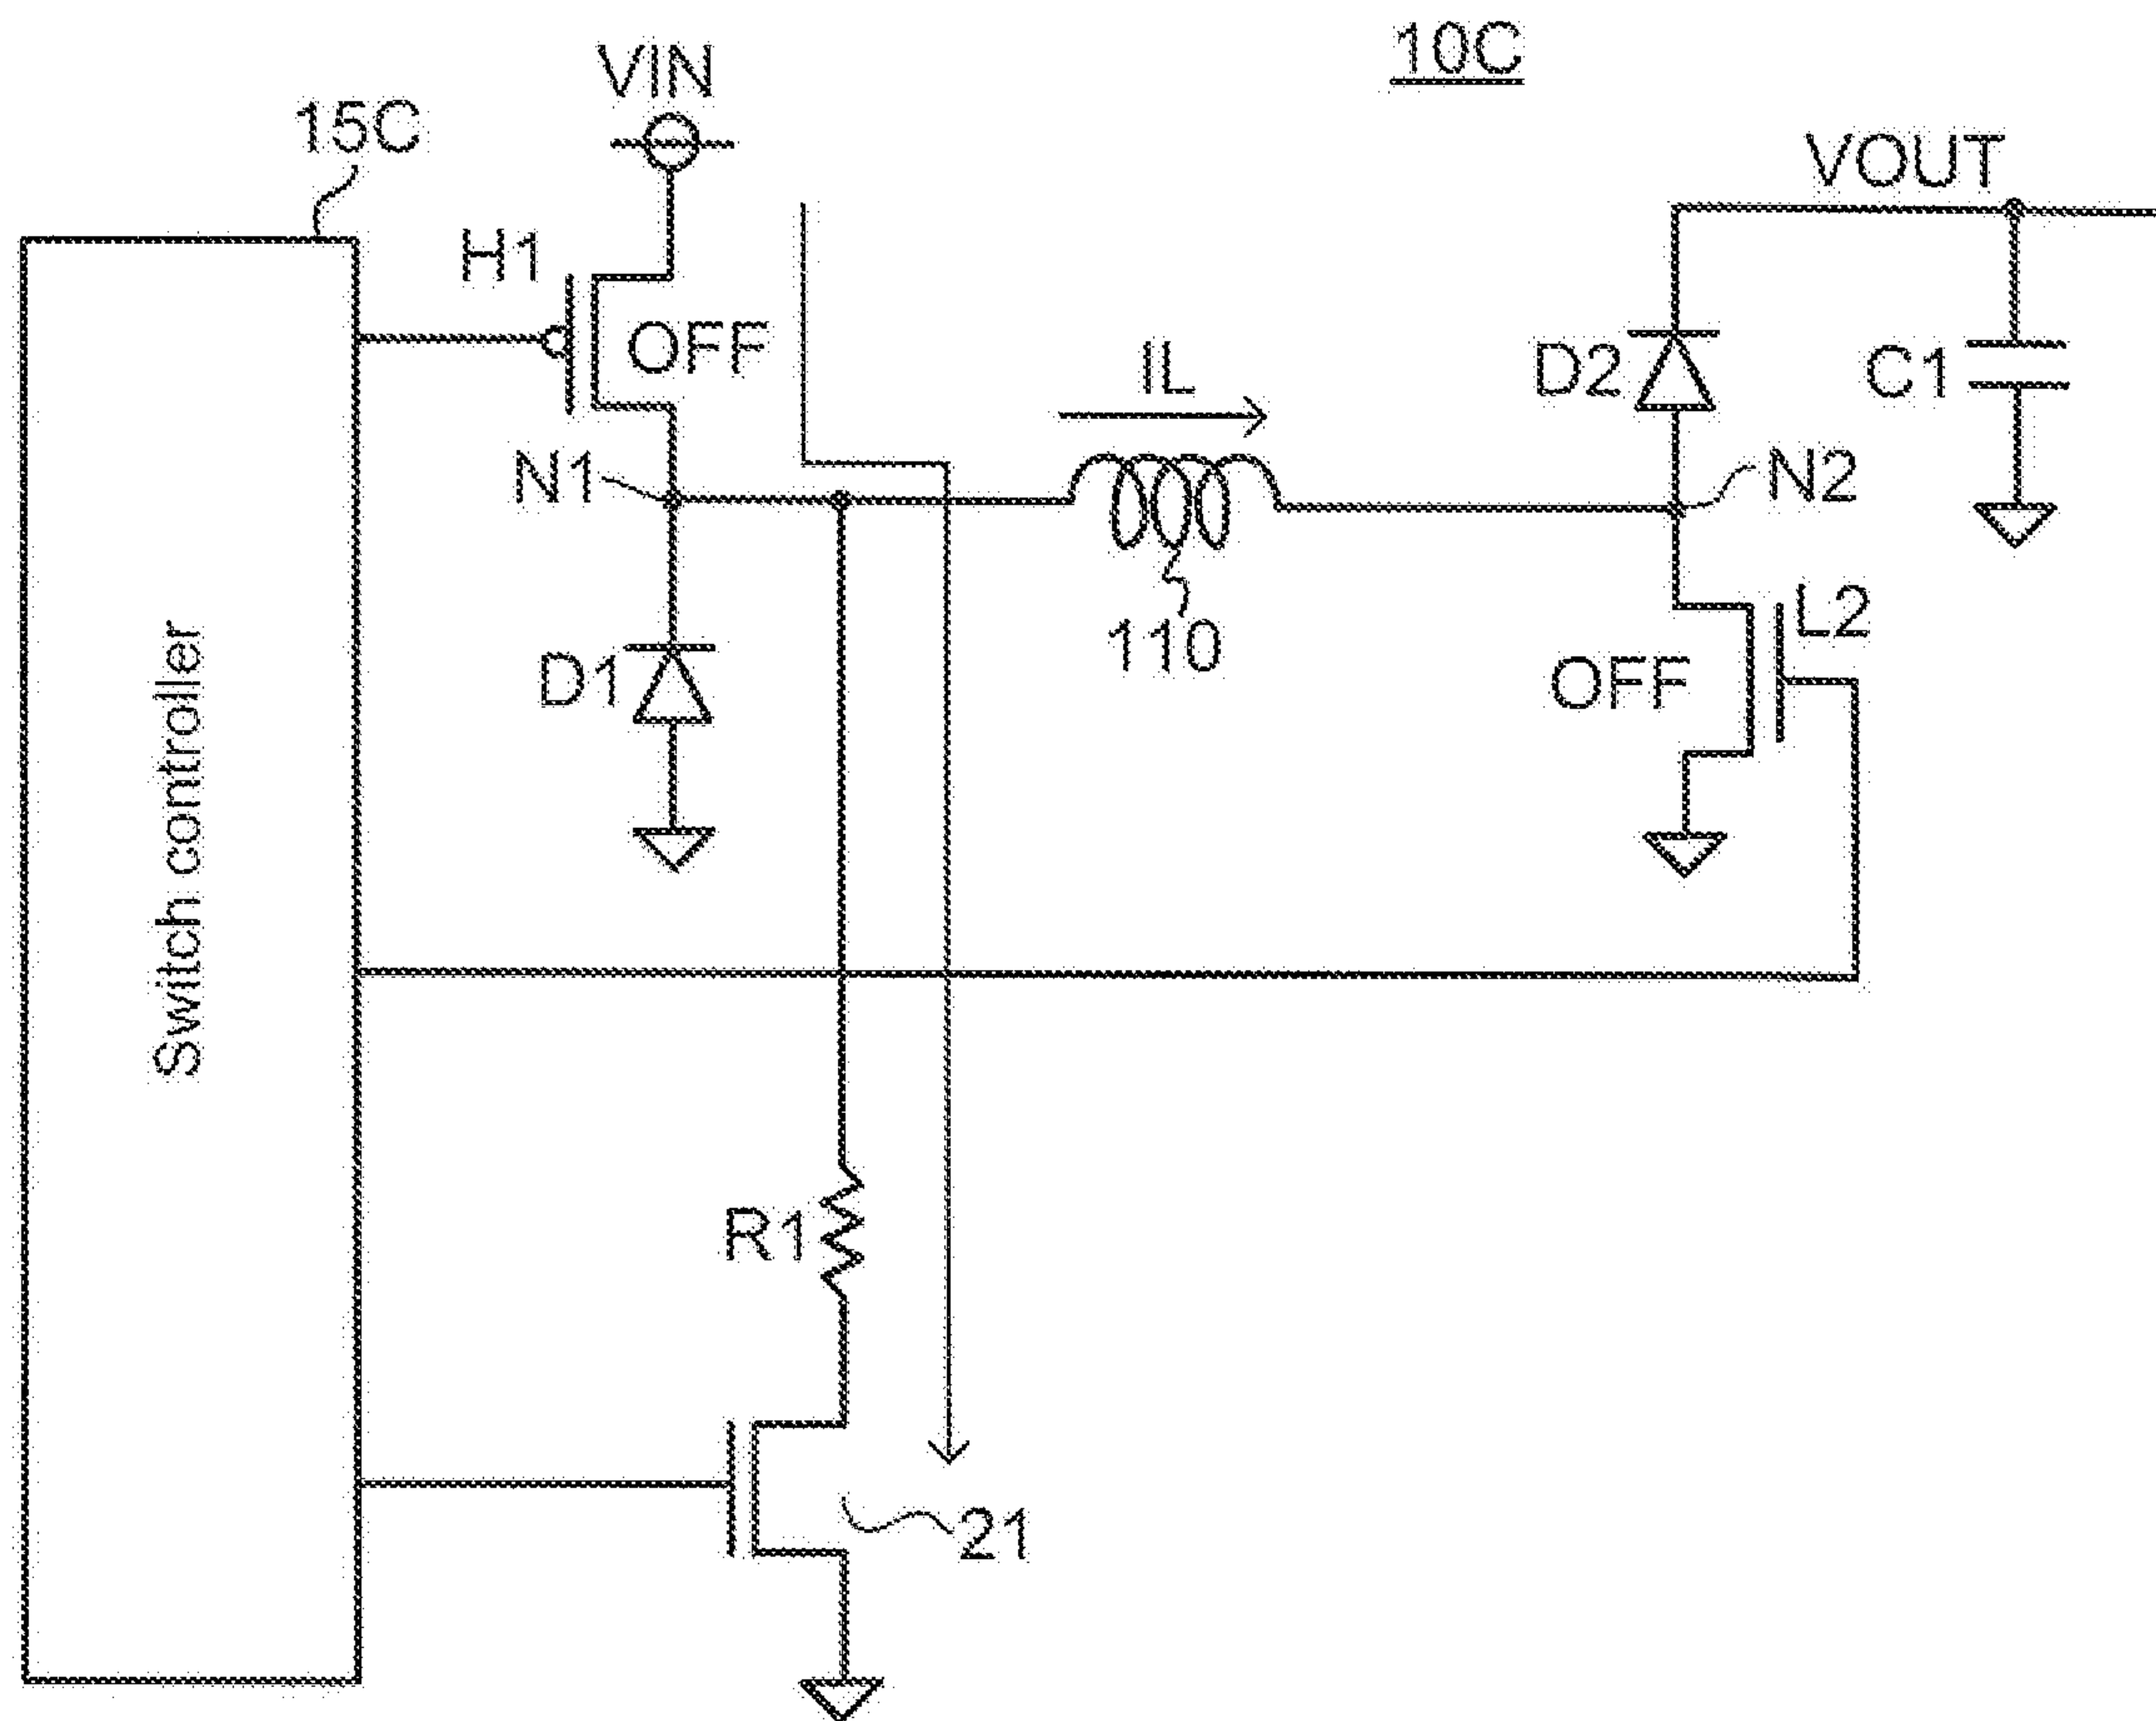 10C
VIN
15C
VOUT
H1
OFF
IL
D2
C1
N1
N2
L2
110
D1
OFF
Switch controller
R1
21